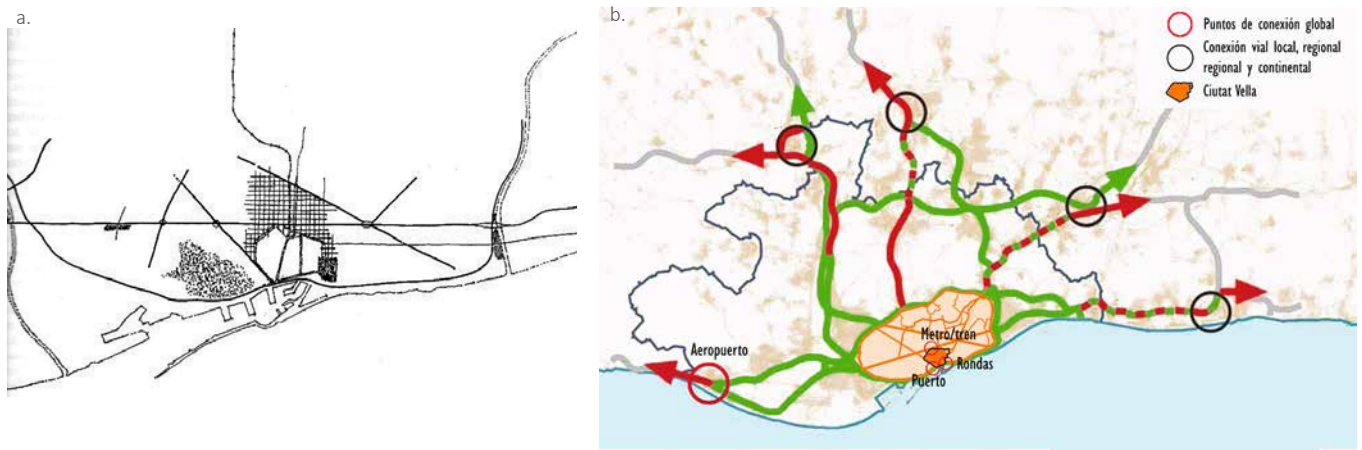 a.
b.
Puntos de conexión global
Conexión vial local, regional
regional y continental
Ciutat Vella
Metro/tren
Aeropuerto
Rondas
Puerto